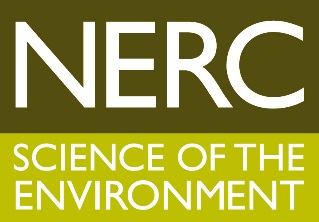 NERC
SCIENCE OF THE
ENVIRONMENT